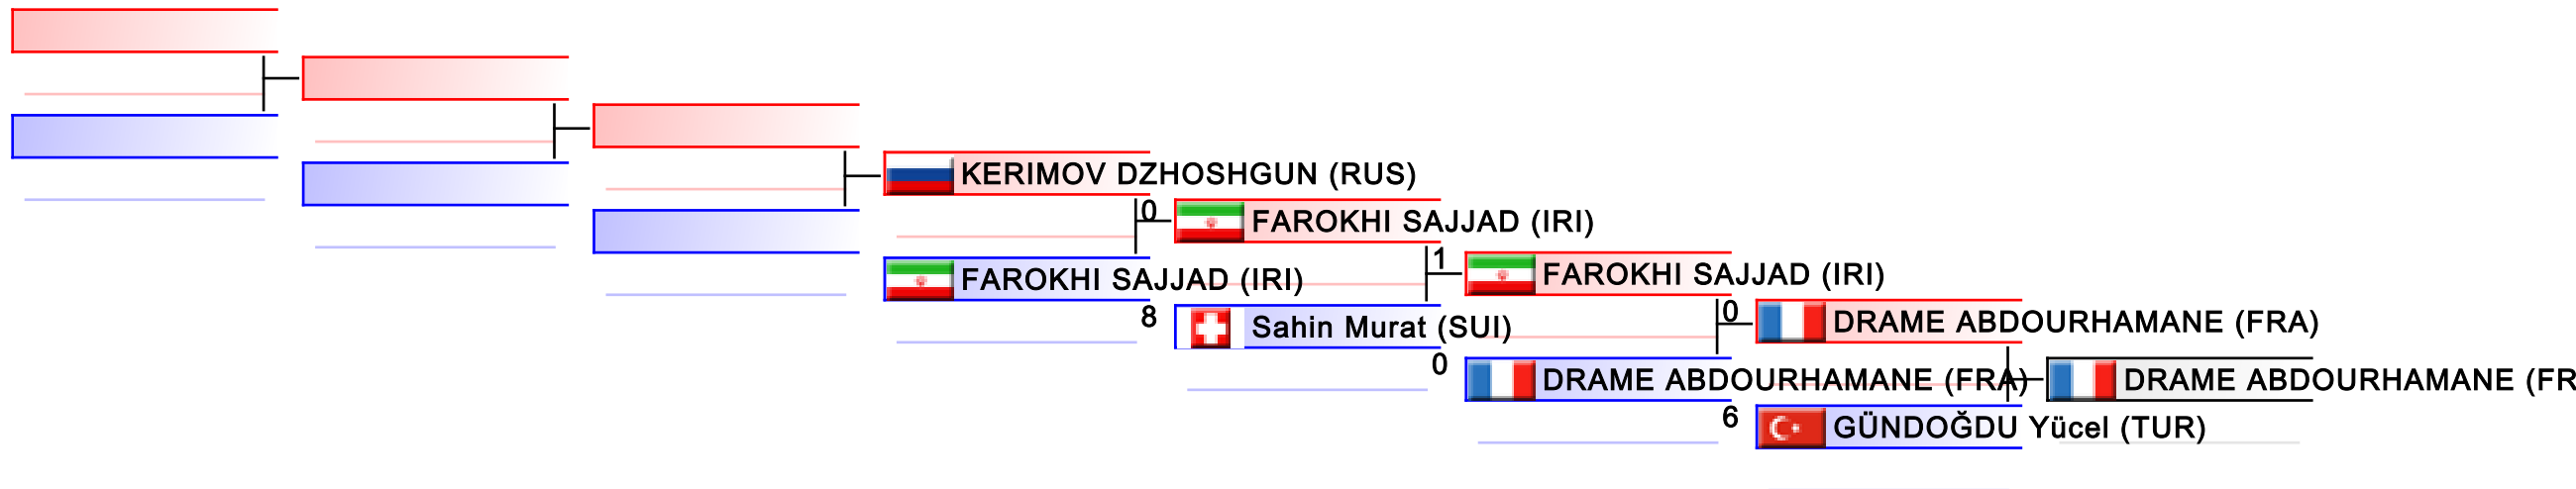 KERIMOV DZHOSHGUN (RUS)
0
FAROKHI SAJJAD (IRI)
8
FAROKHI SAJJAD (IRI)
1
Sahin Murat (SUI)
0
FAROKHI SAJJAD (IRI)
0
DRAME ABDOURHAMANE (FRA)
6
DRAME ABDOURHAMANE (FRA)
GÜNDOĞDU Yücel (TUR)
DRAME ABDOURHAMANE (FR